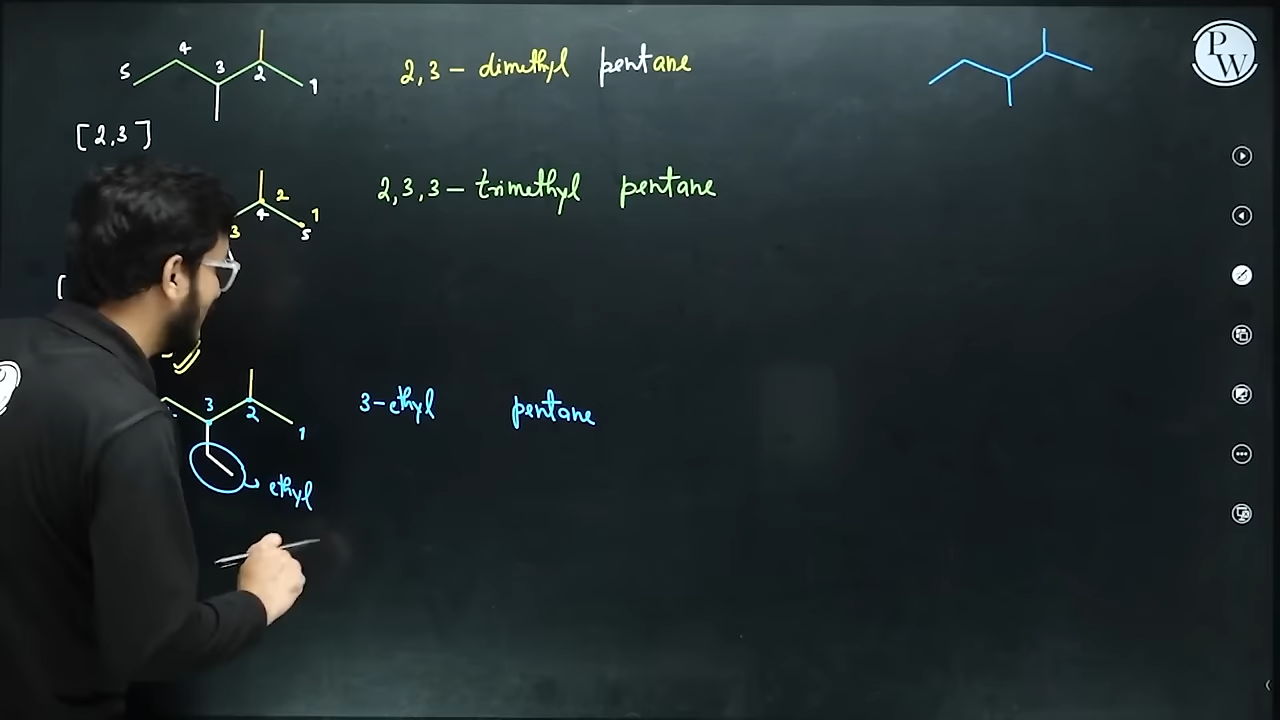 5 4 3 2 1 2,3 - dimethyl pentane
PW
[2,3]
2 4 1 3 5 2,3,3 - trimethyl pentane
[
3 2 1 3-ethyl pentane
ethyl